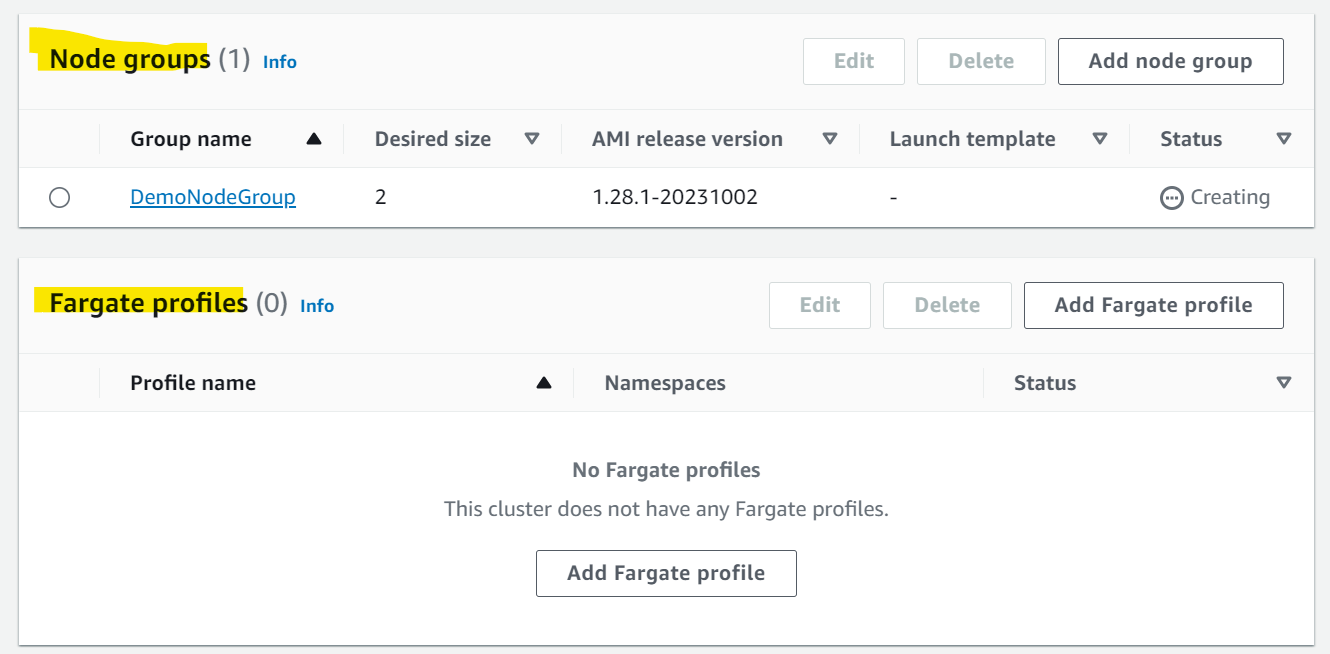 Node groups (1) Info Edit Delete Add node group
Group name Desired size AMI release version Launch template Status
DemoNodeGroup 2 1.28.1-20231002 - Creating
Fargate profiles (0) Info Edit Delete Add Fargate profile
Profile name Namespaces Status
No Fargate profiles
This cluster does not have any Fargate profiles.
Add Fargate profile